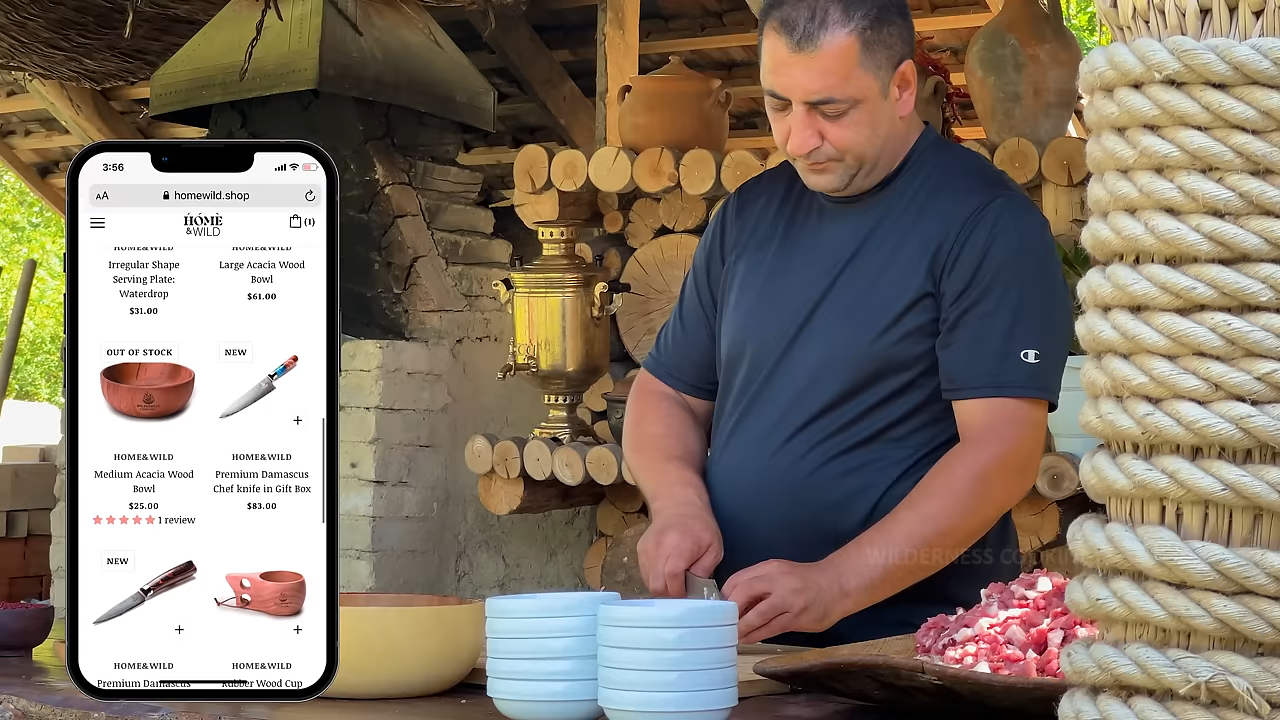 3:56
AA
homewild.shop
HOME
&WILD
(1)
HOME&WILD
Irregular Shape
Serving Plate:
Waterdrop
$31.00
HOME&WILD
Large Acacia Wood
Bowl
$61.00
OUT OF STOCK
NEW
HOME&WILD
Medium Acacia Wood
Bowl
$25.00
1 review
HOME&WILD
Premium Damascus
Chef knife in Gift Box
$83.00
NEW
HOME&WILD
Premium Damascus
HOME&WILD
Rubber Wood Cup
WILDERNESS COOKING